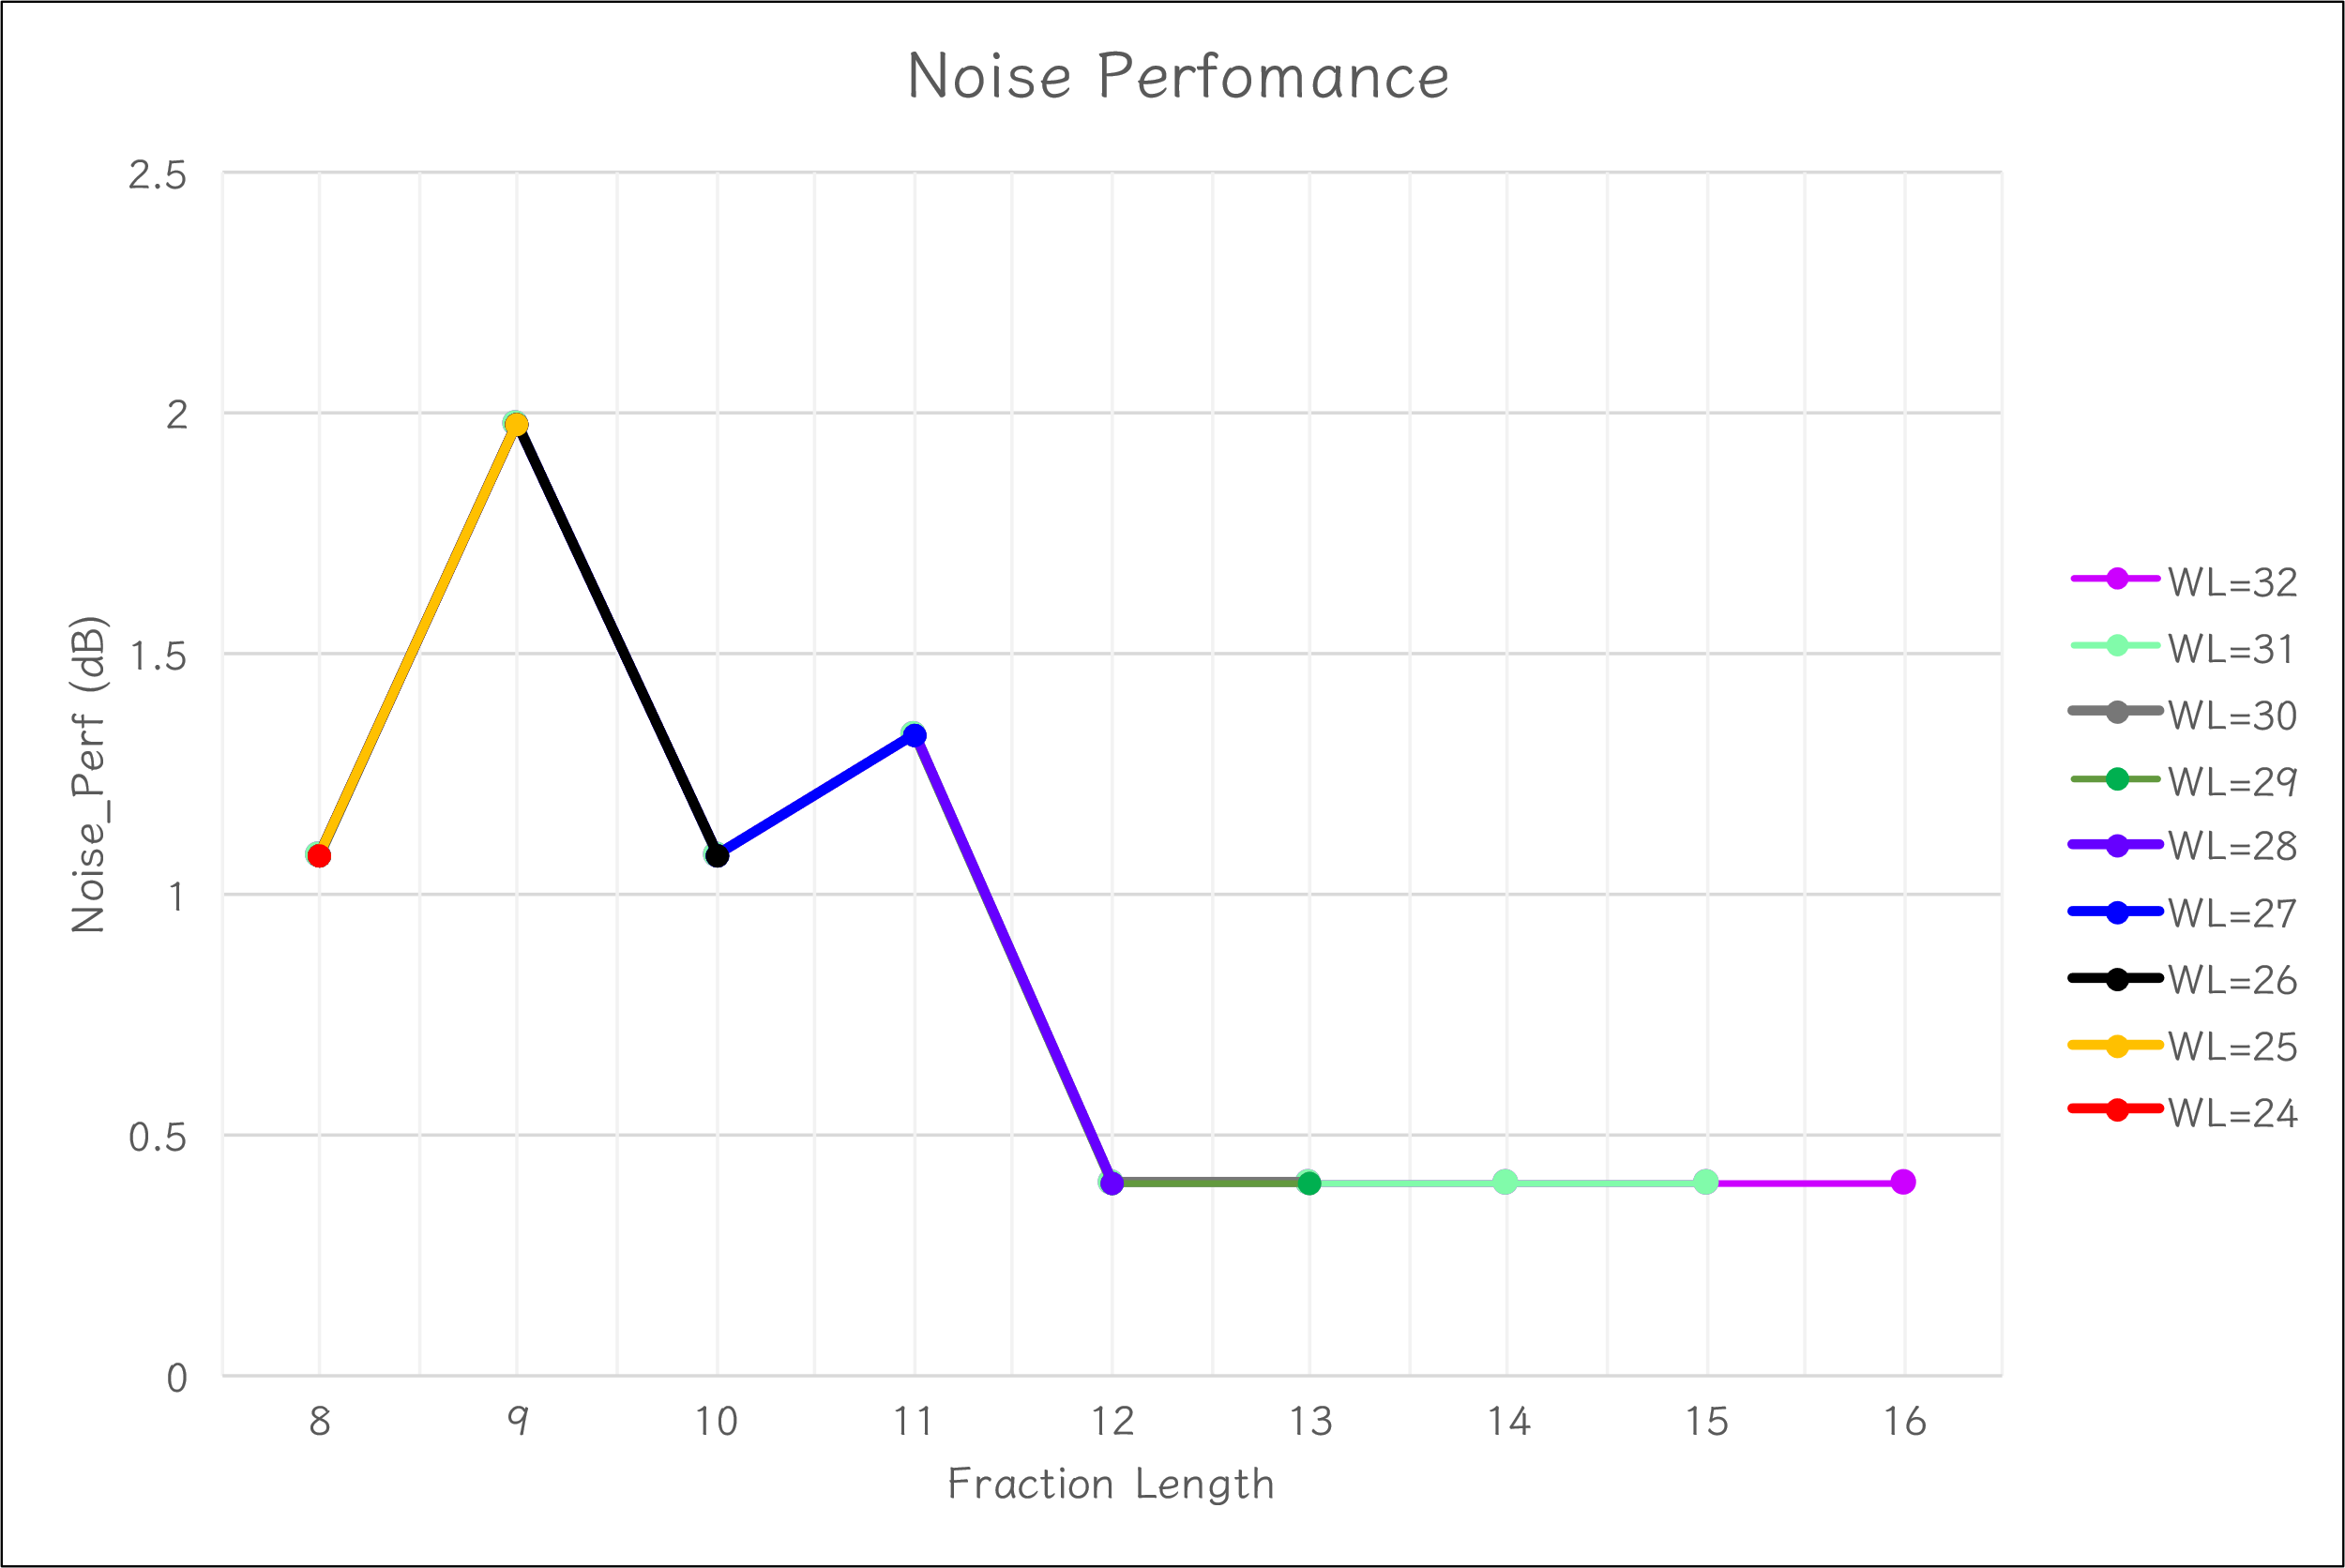 Noise Perfomance
2.5
2
1.5
1
0.5
0
Noise_Perf (dB)
8 9 10 11 12 13 14 15 16
Fraction Length
WL=32
WL=31
WL=30
WL=29
WL=28
WL=27
WL=26
WL=25
WL=24